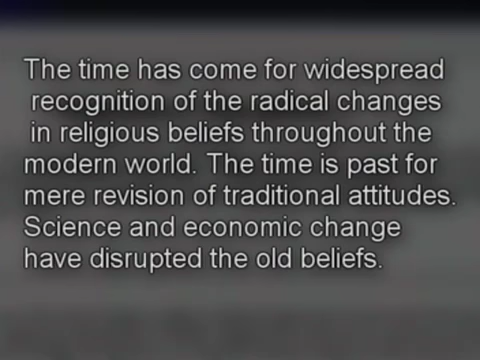 The time has come for widespread
recognition of the radical changes
in religious beliefs throughout the
modern world. The time is past for
mere revision of traditional attitudes.
Science and economic change
have disrupted the old beliefs.